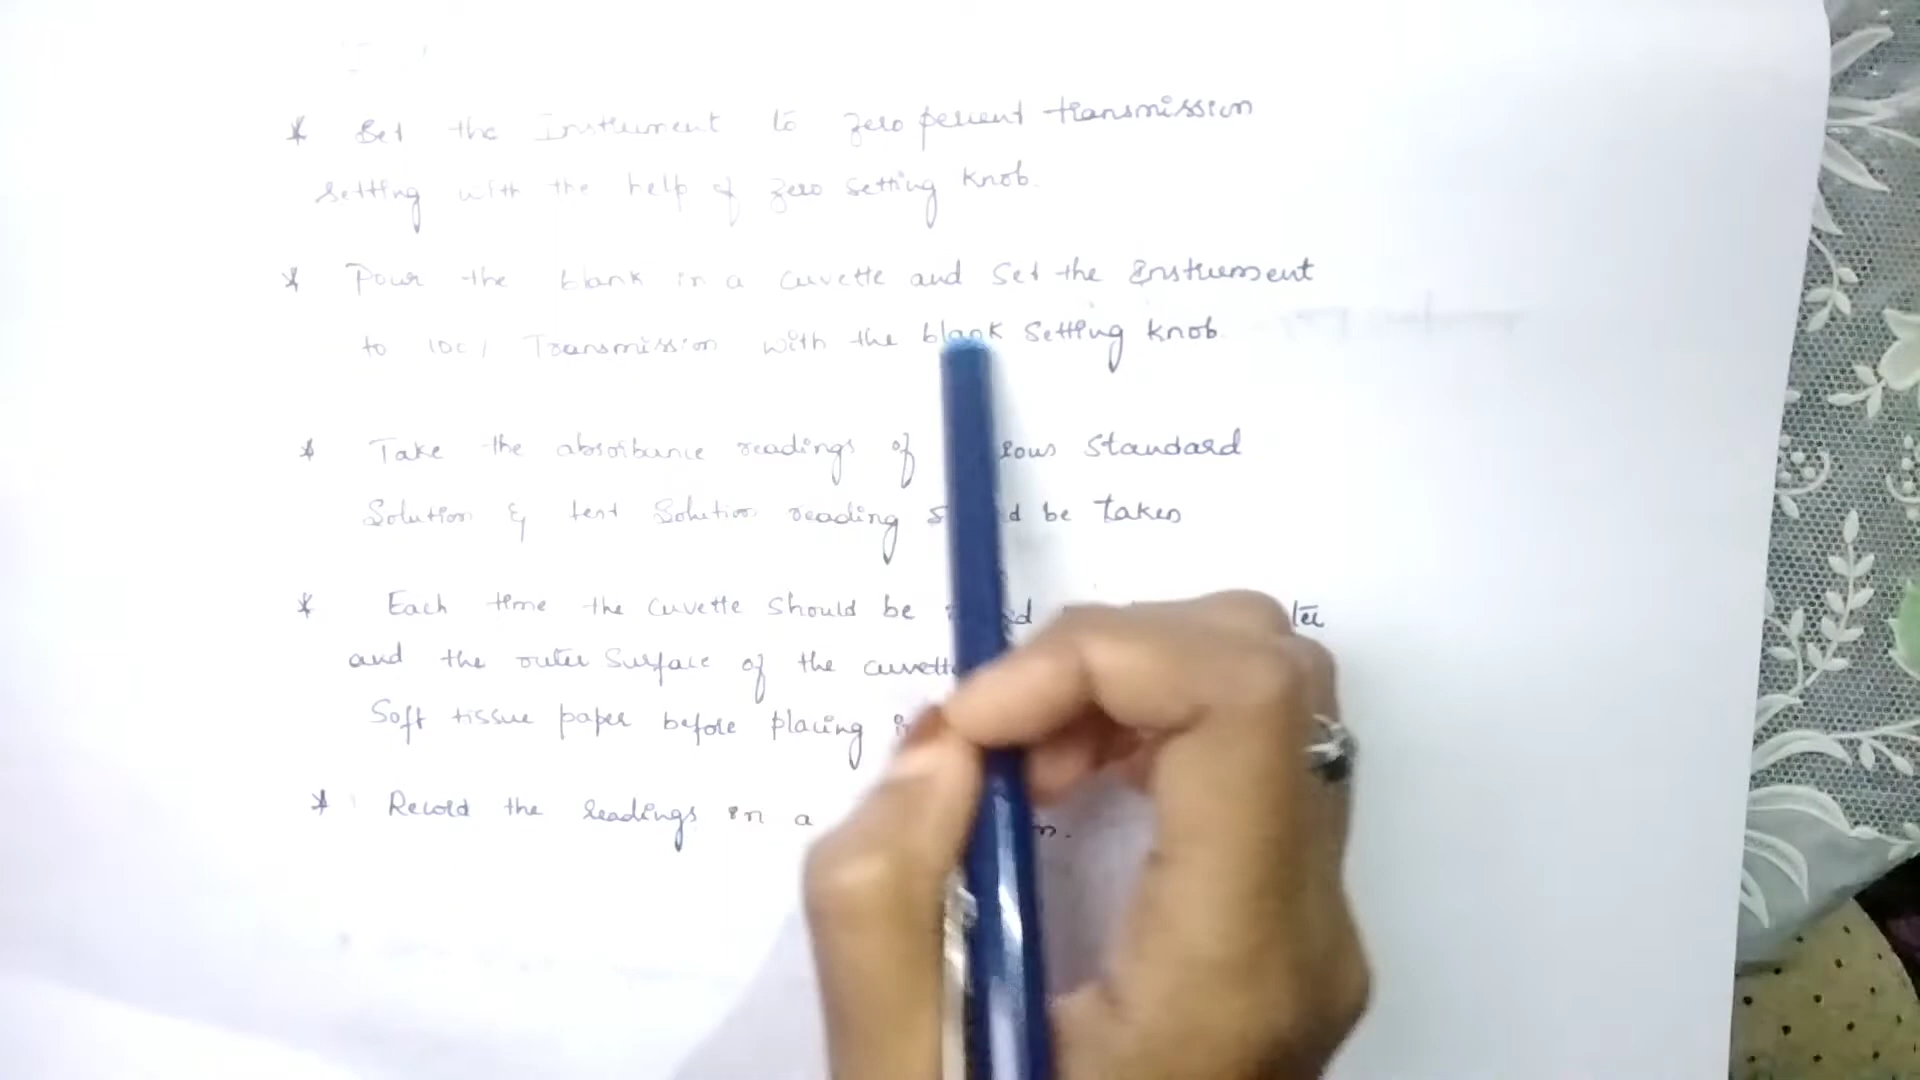 * Set the Instrument to zero percent transmission
setting with the help of zero setting knob.
* Pour the blank in a cuvette and set the Instrument
to 100% Transmission with the blank setting knob.
* Take the absorbance readings of Standard
Solution & test Solution reading be taken
* Each time the cuvette should be
and the outer Surface of the
Soft tissue paper before placing
* Record the readings in a